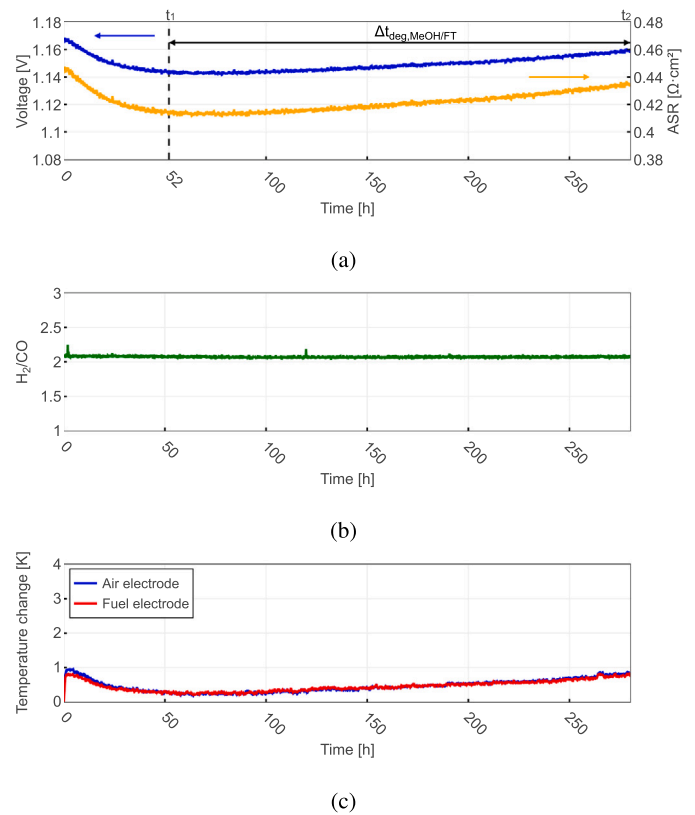 t₁ t₂
1.18 0.48
Δt_deg,MeOH/FT
1.16 0.46
1.14 0.44
1.12 0.42
1.1 0.4
1.08 0.38
Voltage [V]
ASR [Ω·cm²]
0 52 100 150 200 250
Time [h]
(a)
3
2.5
2
1.5
1
H₂/CO
0 50 100 150 200 250
Time [h]
(b)
4
3
2
1
0
Temperature change [K]
Air electrode
Fuel electrode
0 50 100 150 200 250
Time [h]
(c)